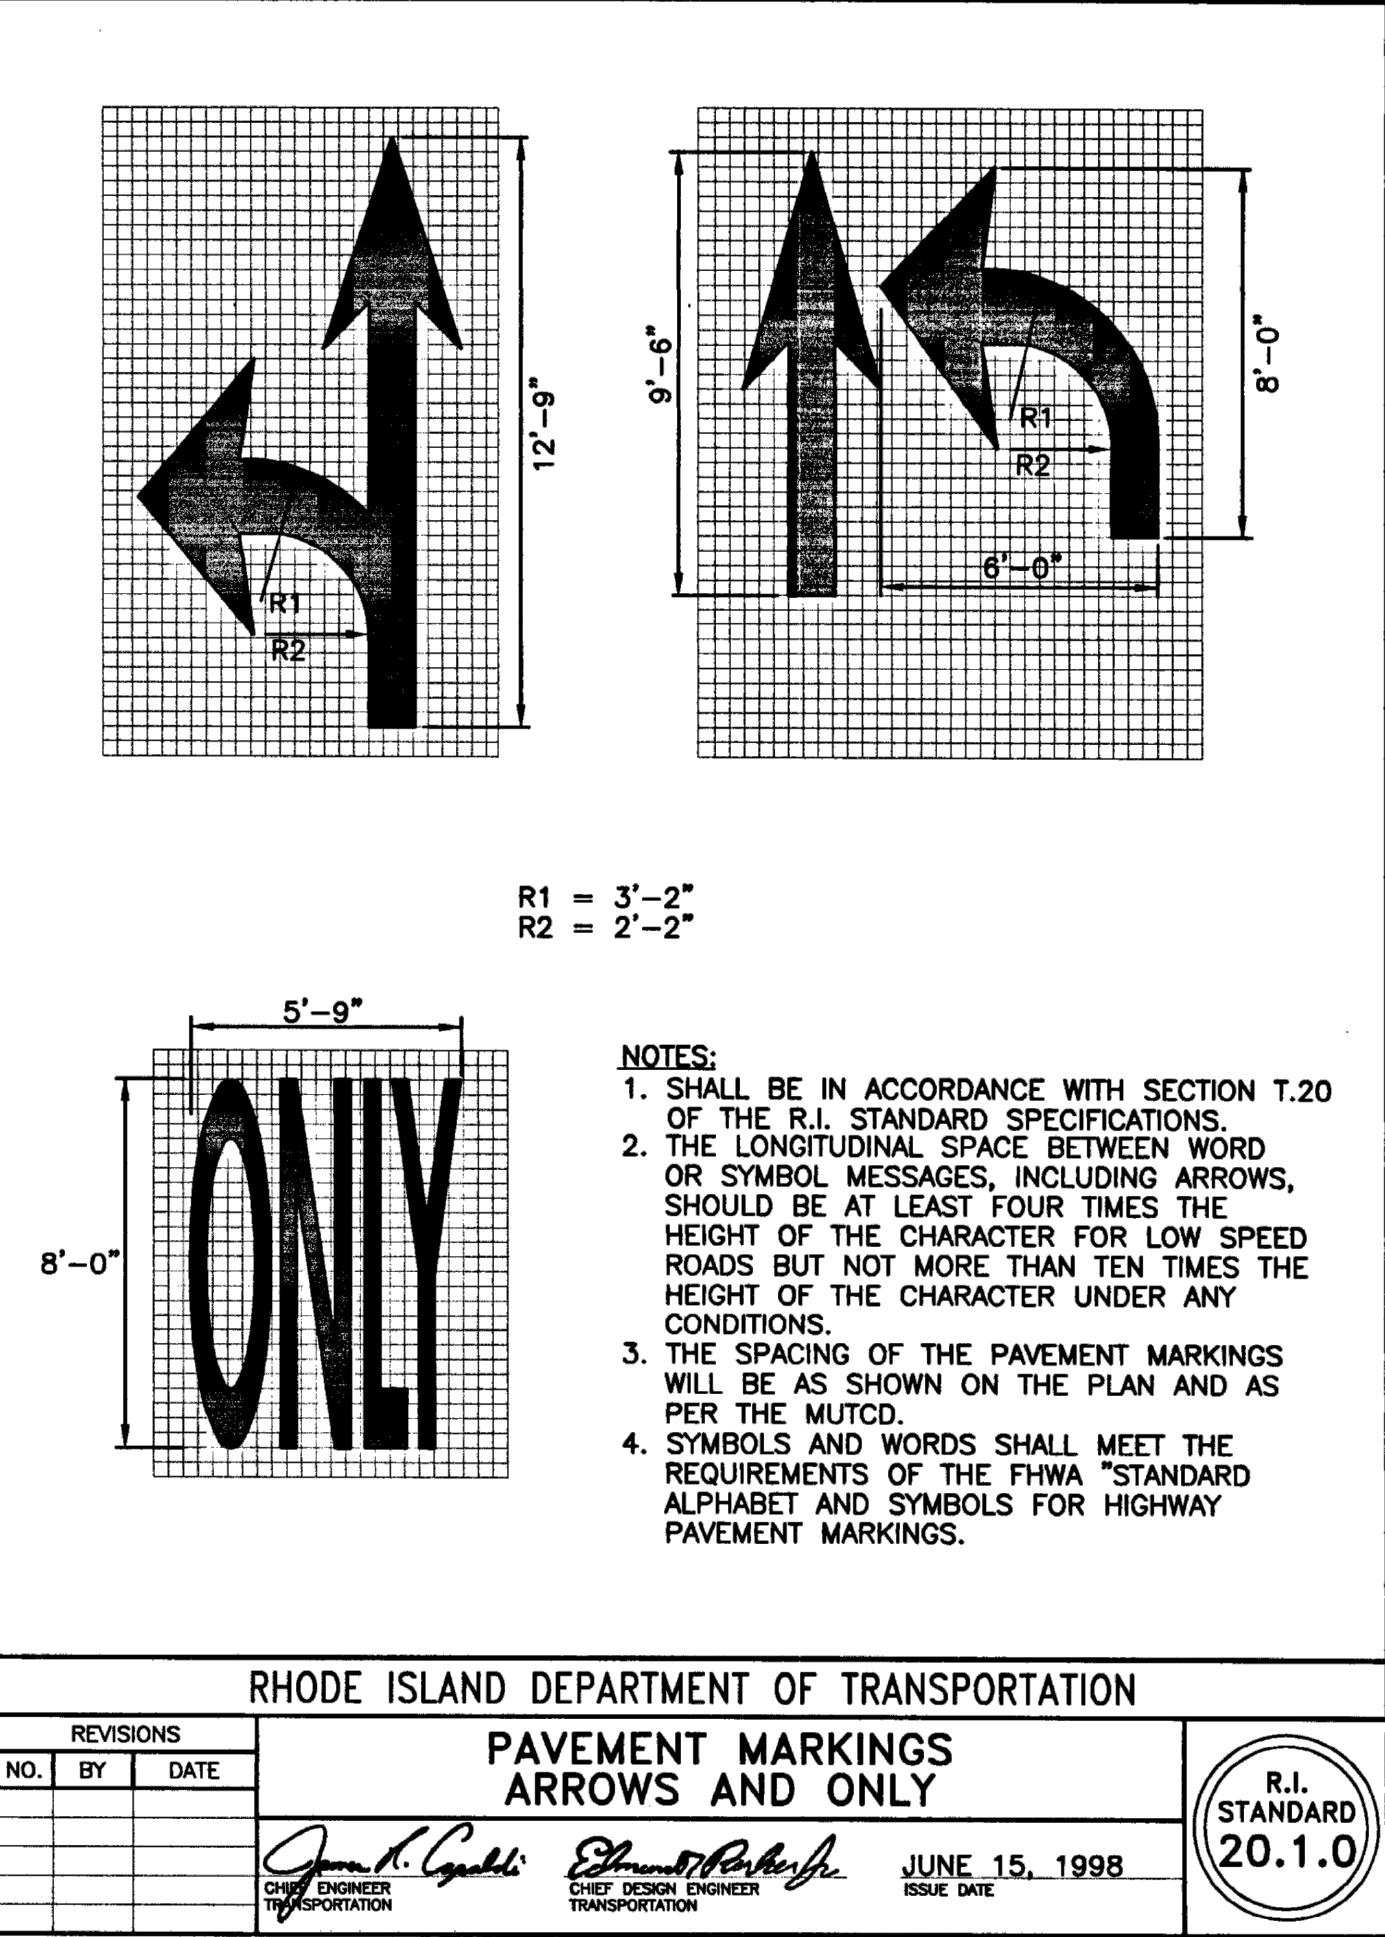 12'-9"
R1
R2
9'-6"
8'-0"
R1
R2
6'-0"
R1 = 3'-2"
R2 = 2'-2"
5'-9"
8'-0"
ONLY
NOTES:
1. SHALL BE IN ACCORDANCE WITH SECTION T.20
OF THE R.I. STANDARD SPECIFICATIONS.
2. THE LONGITUDINAL SPACE BETWEEN WORD
OR SYMBOL MESSAGES, INCLUDING ARROWS,
SHOULD BE AT LEAST FOUR TIMES THE
HEIGHT OF THE CHARACTER FOR LOW SPEED
ROADS BUT NOT MORE THAN TEN TIMES THE
HEIGHT OF THE CHARACTER UNDER ANY
CONDITIONS.
3. THE SPACING OF THE PAVEMENT MARKINGS
WILL BE AS SHOWN ON THE PLAN AND AS
PER THE MUTCD.
4. SYMBOLS AND WORDS SHALL MEET THE
REQUIREMENTS OF THE FHWA "STANDARD
ALPHABET AND SYMBOLS FOR HIGHWAY
PAVEMENT MARKINGS.
RHODE ISLAND DEPARTMENT OF TRANSPORTATION
REVISIONS
NO. BY DATE
PAVEMENT MARKINGS
ARROWS AND ONLY
CHIEF ENGINEER
TRANSPORTATION
CHIEF DESIGN ENGINEER
TRANSPORTATION
JUNE 15, 1998
ISSUE DATE
R.I.
STANDARD
20.1.0